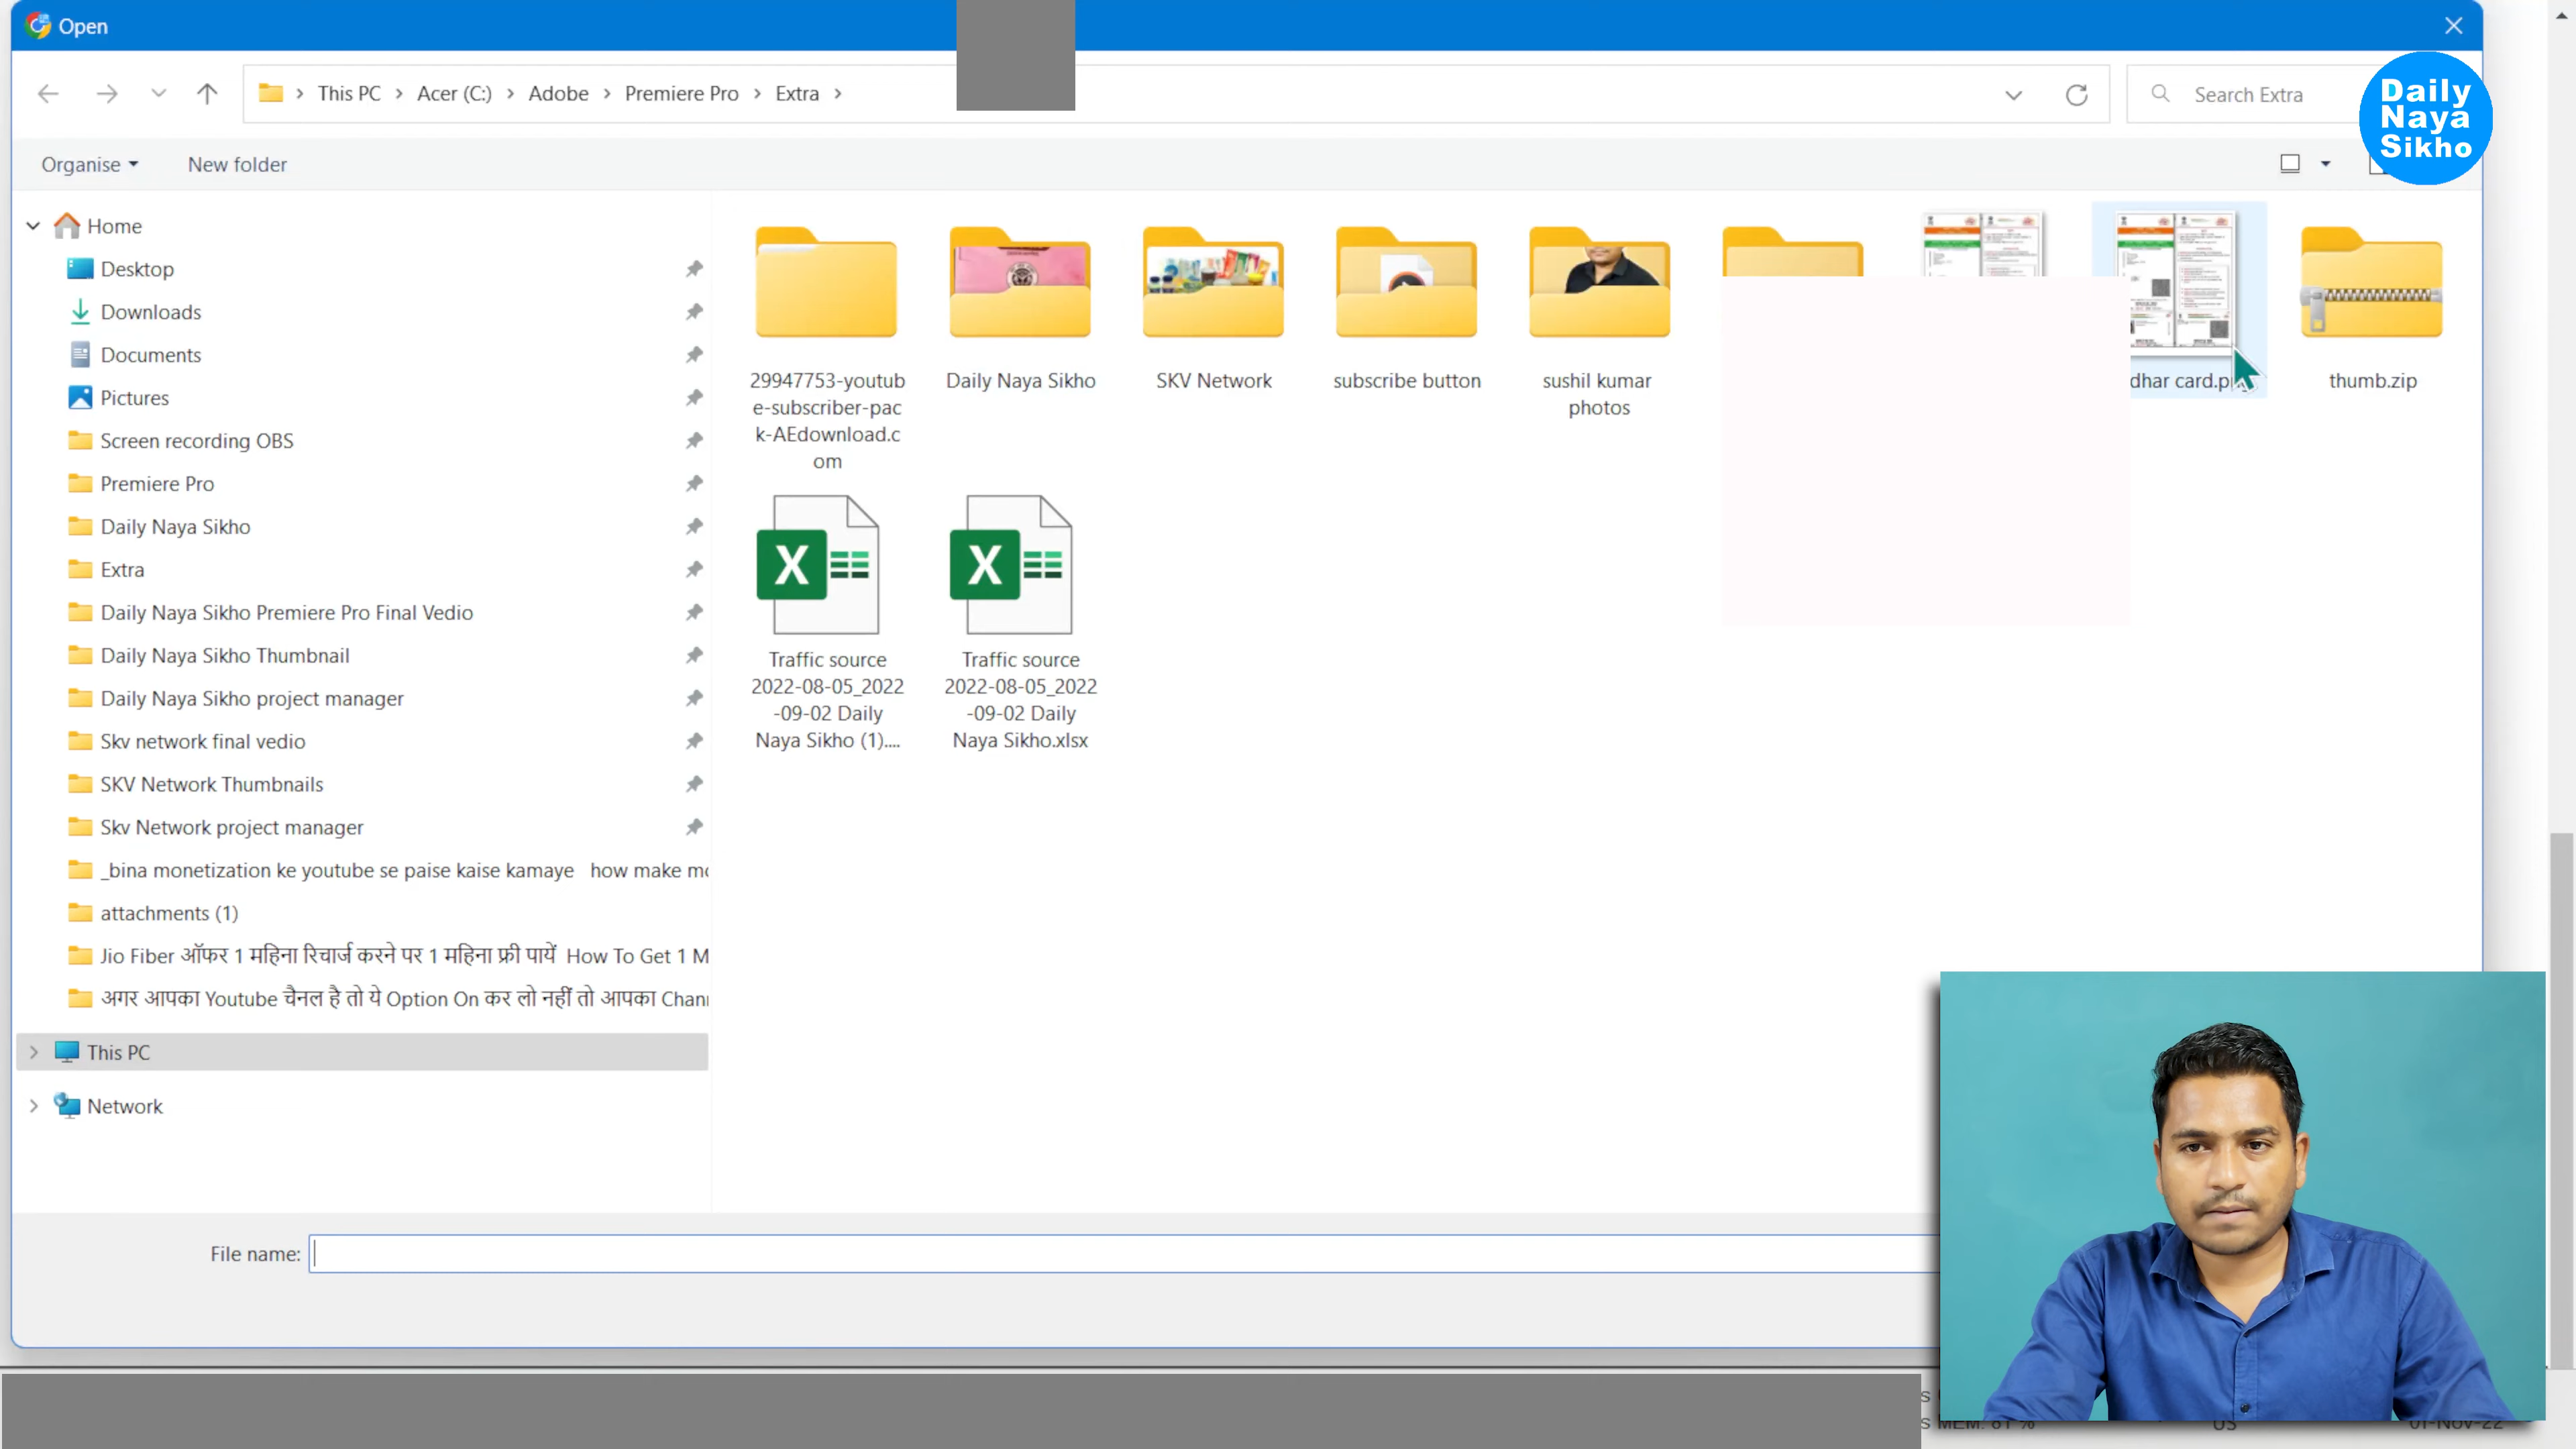 Open
This PC > Acer (C:) > Adobe > Premiere Pro > Extra >
Search Extra
Daily
Naya
Sikho
Organise
New folder
Home
Desktop
Downloads
Documents
Pictures
Screen recording OBS
Premiere Pro
Daily Naya Sikho
Extra
Daily Naya Sikho Premiere Pro Final Vedio
Daily Naya Sikho Thumbnail
Daily Naya Sikho project manager
Skv network final vedio
SKV Network Thumbnails
Skv Network project manager
_bina monetization ke youtube se paise kaise kamaye how make
attachments (1)
Jio Fiber ऑफर 1 महिना रिचार्ज करने पर 1 महिना फ्री पायें How To Get 1 M
अगर आपका Youtube चैनल है तो ये Option On कर लो नहीं तो आपका Chan
This PC
Network
29947753-youtub
e-subscriber-pac
k-AEdownload.c
om
Daily Naya Sikho
SKV Network
subscribe button
sushil kumar
photos
dhar card.p
thumb.zip
Traffic source
2022-08-05_2022
-09-02 Daily
Naya Sikho (1)....
Traffic source
2022-08-05_2022
-09-02 Daily
Naya Sikho.xlsx
File name:
MEM: 81 %
US
01-Nov-22